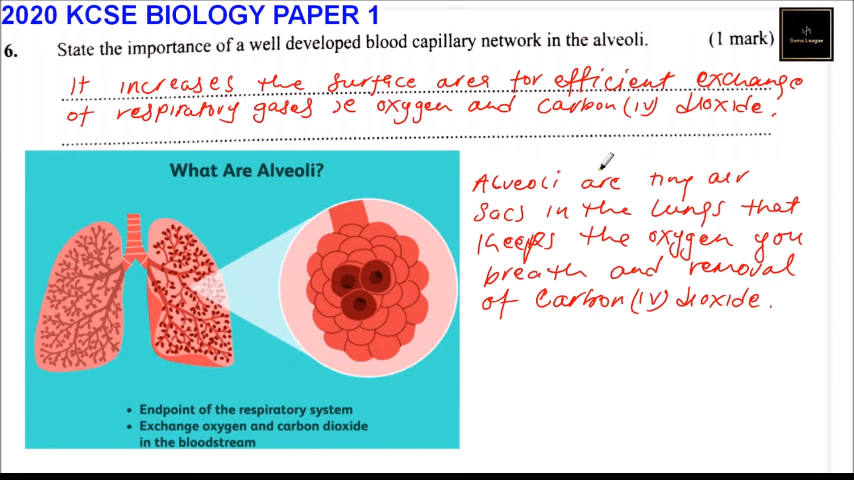 2020 KCSE BIOLOGY PAPER 1
6. State the importance of a well developed blood capillary network in the alveoli. (1 mark)
Soma League
It increases the surface area for efficient exchange
of respiratory gases ie oxygen and Carbon(iv) dioxide.
What Are Alveoli?
• Endpoint of the respiratory system
• Exchange oxygen and carbon dioxide
in the bloodstream
Alveoli are tiny air
Sacs in the lungs that
Keeps the oxygen you
breath and removal
of Carbon(iv) dioxide.